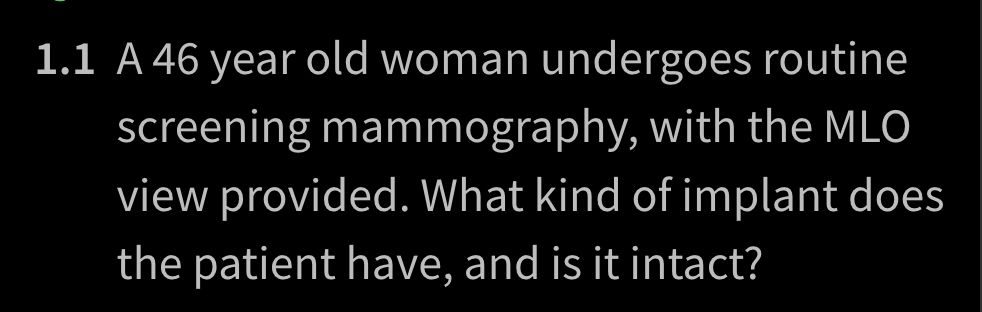 1.1 A 46 year old woman undergoes routine
screening mammography, with the MLO
view provided. What kind of implant does
the patient have, and is it intact?